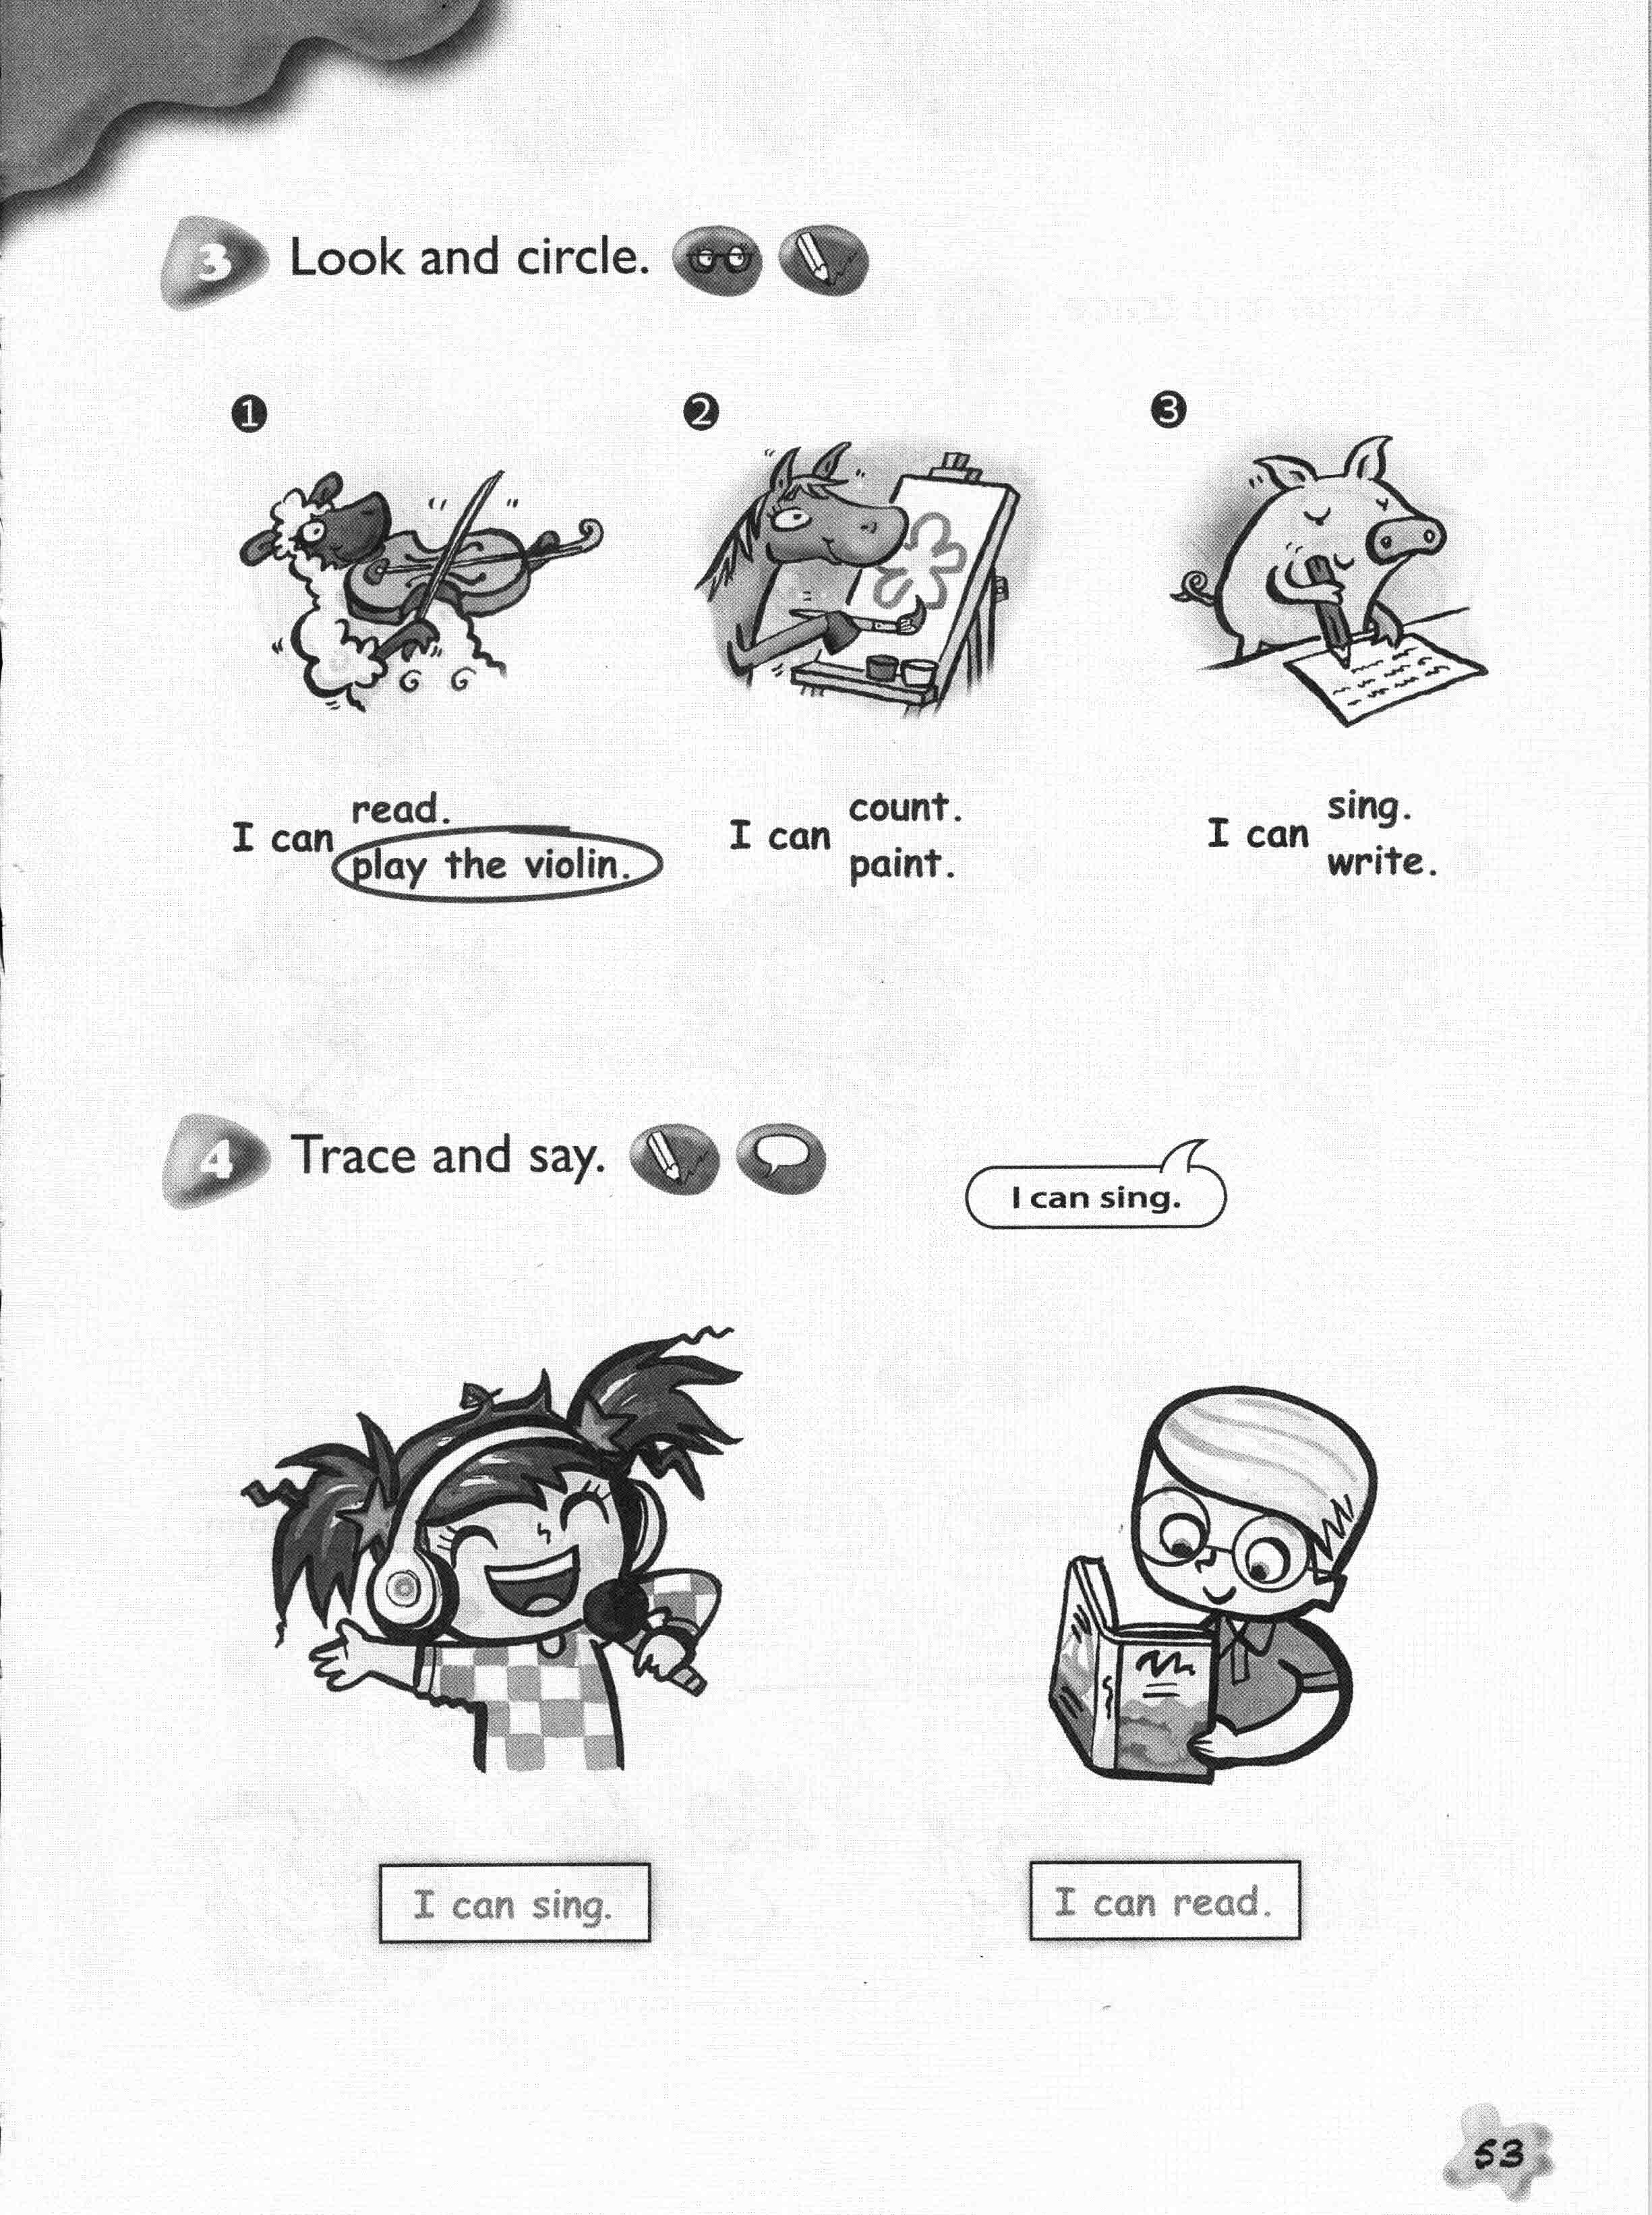 3 Look and circle.
1
2
3
I can read.
play the violin.
I can count.
paint.
I can sing.
write.
4 Trace and say.
I can sing.
I can sing.
I can read.
53